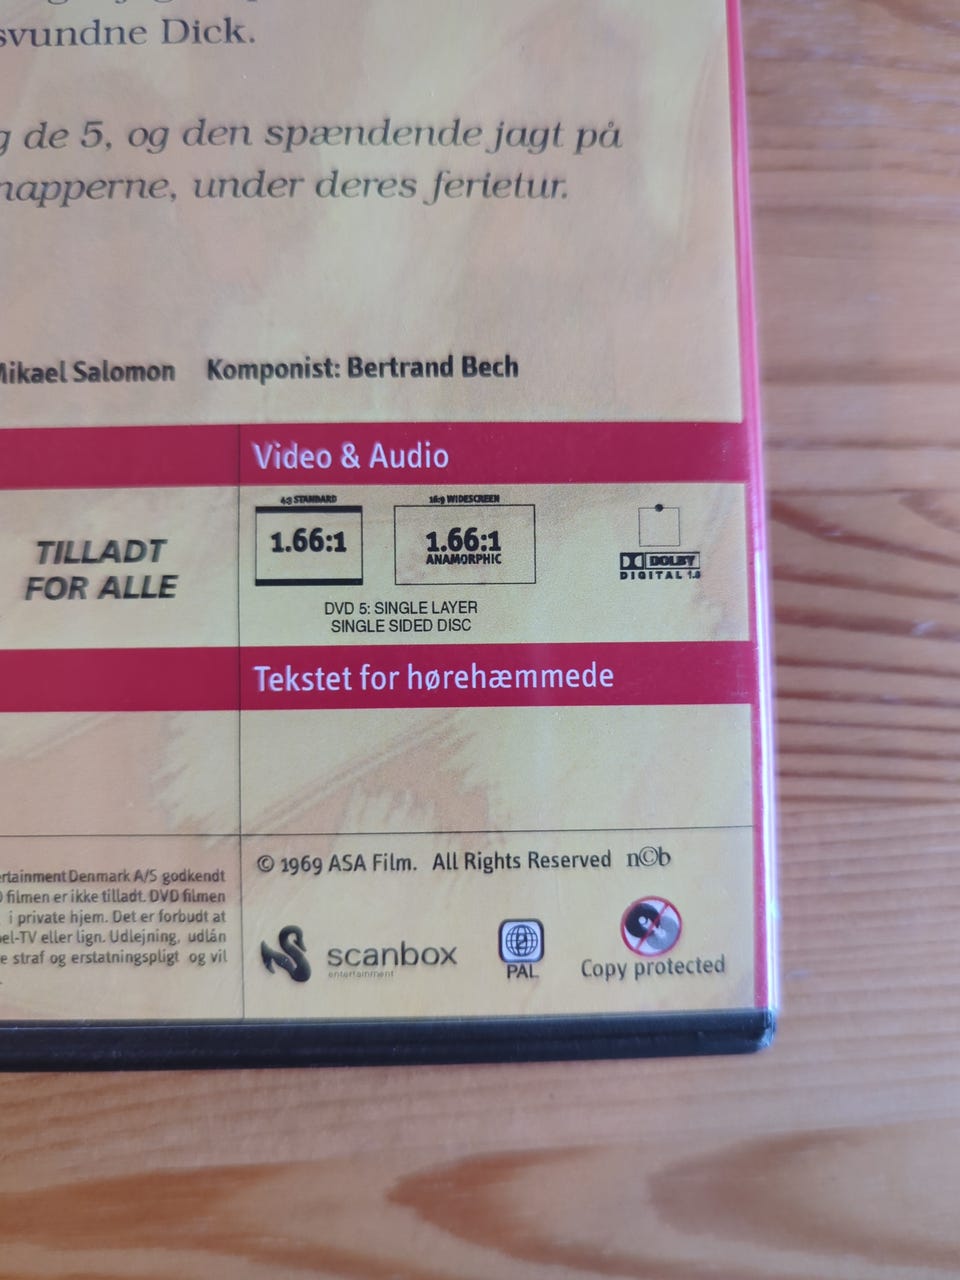 svundne Dick.
g de 5, og den spændende jagt på
napperne, under deres ferietur.
Mikael Salomon Komponist: Bertrand Bech
Video & Audio
4:3 STANDARD
16:9 WIDESCREEN
1.66:1
1.66:1
ANAMORPHIC
TILLADT
FOR ALLE
DOLBY
DIGITAL 1.0
DVD 5: SINGLE LAYER
SINGLE SIDED DISC
Tekstet for hørehæmmede
© 1969 ASA Film. All Rights Reserved n©b
ertainment Denmark A/S godkendt
filmen er ikke tilladt. DVD filmen
i private hjem. Det er forbudt at
el-TV eller lign. Udlejning, udlån
e straf og erstatningspligt og vil
scanbox
entertainment
2
PAL
Copy protected